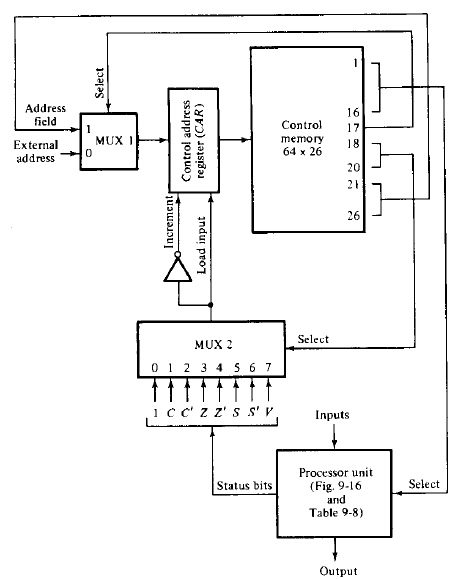 Select
Address
field
External
address
1
0
MUX 1
Control address
register (CAR)
Control
memory
64 x 26
1
16
17
18
20
21
26
Increment
Load input
MUX 2
Select
0 1 2 3 4 5 6 7
1 C C' Z Z' S S' V
Status bits
Inputs
Processor unit
(Fig. 9-16
and
Table 9-8)
Select
Output